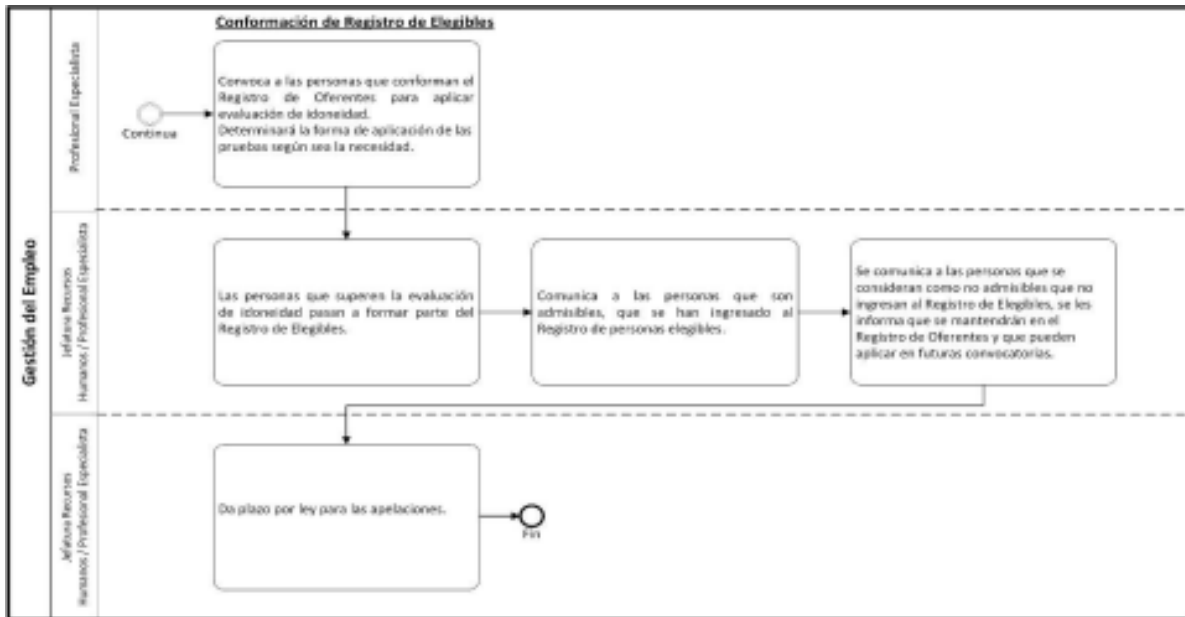 Conformación de Registro de Elegibles
Gestión del Empleo
Profesional Especialista
Continua
Convoca a las personas que conforman el
Registro de Oferentes para aplicar
evaluación de idoneidad.
Determinará la forma de aplicación de las
pruebas según sea la necesidad.
Jefatura Recursos
Humanos / Profesional Especialista
Las personas que superen la evaluación
de idoneidad pasan a formar parte del
Registro de Elegibles.
Comunica a las personas que son
admisibles, que se han ingresado al
Registro de personas elegibles.
Se comunica a las personas que se
consideran como no admisibles que no
ingresan al Registro de Elegibles, se les
informa que se mantendrán en el
Registro de Oferentes y que pueden
aplicar en futuras convocatorias.
Jefatura Recursos
Humanos / Profesional Especialista
Da plazo por ley para las apelaciones.
Fin